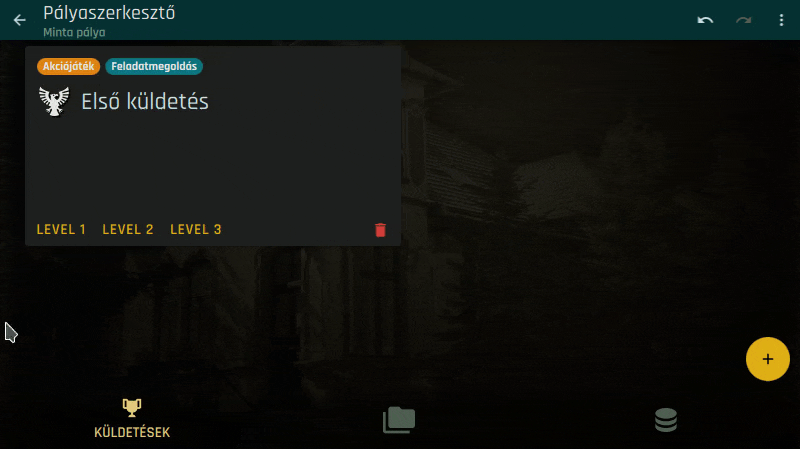 Pályaszerkesztő
Minta pálya
Akciójáték Feladatmegoldás
Első küldetés
LEVEL 1 LEVEL 2 LEVEL 3
+
KÜLDETÉSEK